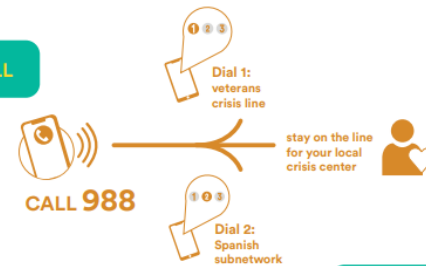 LL
1 2 3
Dial 1:
veterans
crisis line
stay on the line
for your local
crisis center
CALL 988
1 2 3
Dial 2:
Spanish
subnetwork